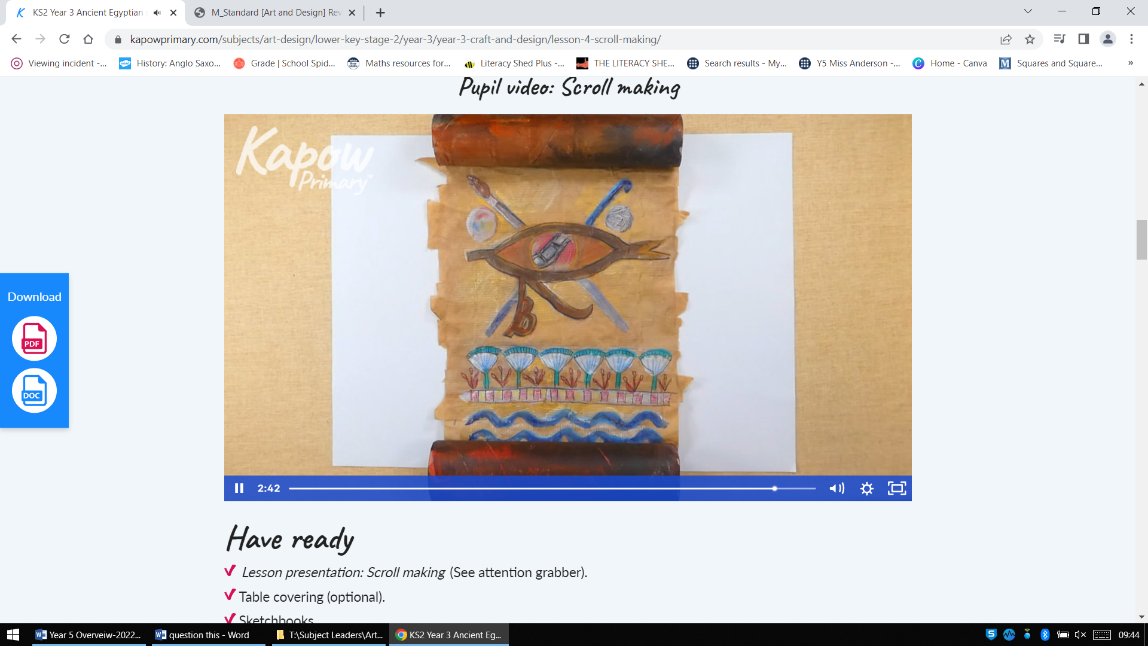 KS2 Year 3 Ancient Egyptian
M_Standard [Art and Design] Rev
kapowprimary.com/subjects/art-design/lower-key-stage-2/year-3/year-3-craft-and-design/lesson-4-scroll-making/
Viewing incident -...
History: Anglo Saxo...
Grade | School Spid...
Maths resources for...
Literacy Shed Plus -...
THE LITERACY SHE...
Search results - My...
Y5 Miss Anderson -...
Home - Canva
Squares and Square...
»
Pupil video: Scroll making
Kapow
Primary™
Download
PDF
DOC
2:42
Have ready
Lesson presentation: Scroll making (See attention grabber).
Table covering (optional).
Sketchbooks
Year 5 Overveiw-2022...
question this - Word
T:\Subject Leaders\Art...
KS2 Year 3 Ancient Eg...
09:44